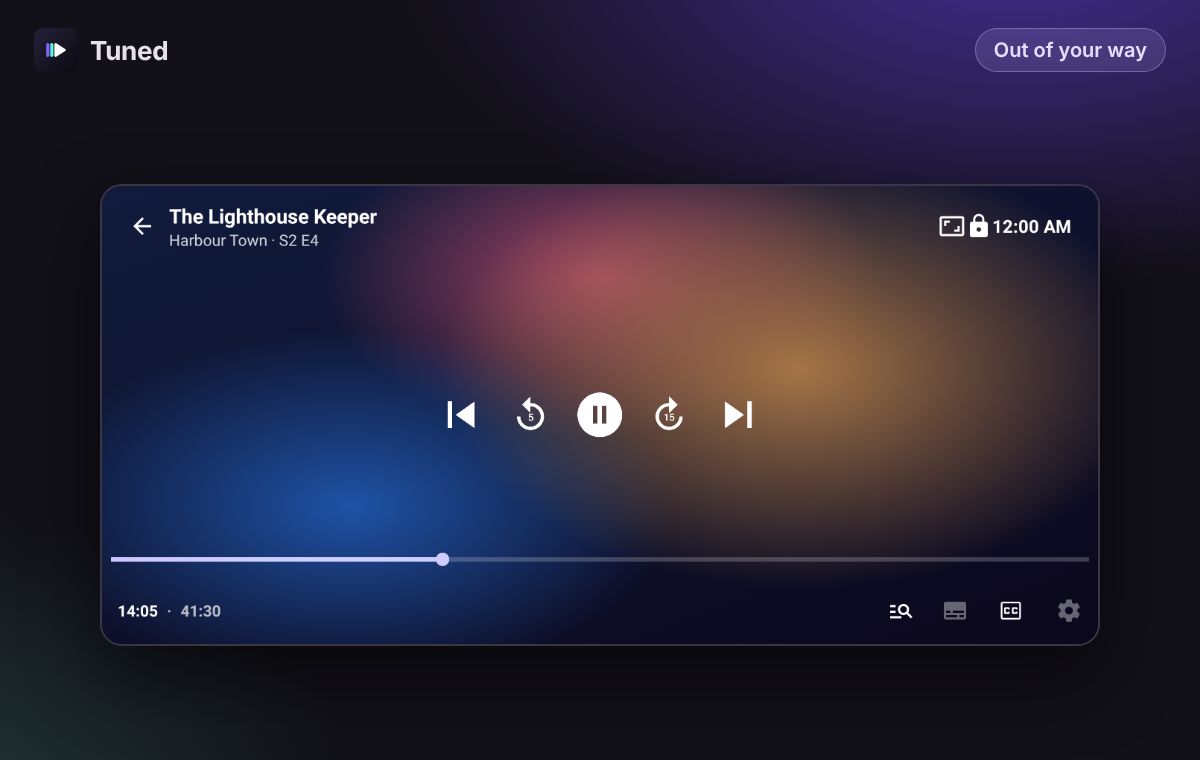 Tuned
Out of your way
The Lighthouse Keeper
Harbour Town · S2 E4
12:00 AM
5
15
14:05 · 41:30
CC